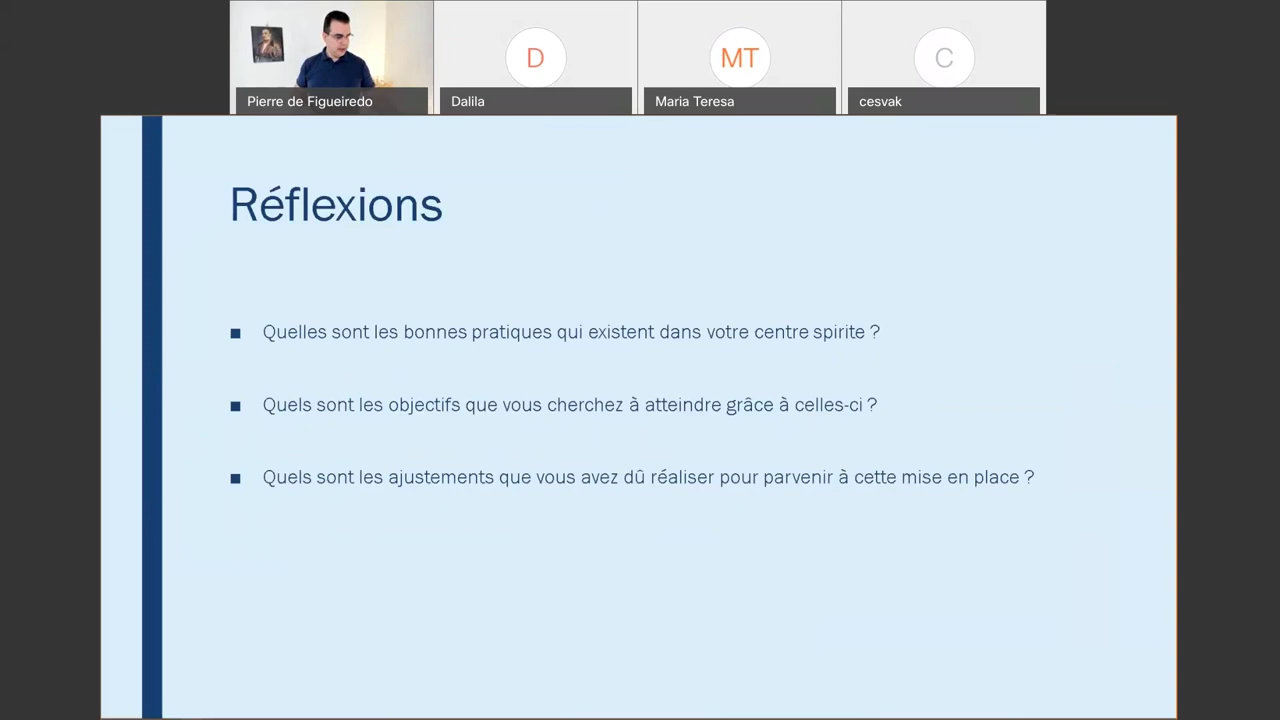 Pierre de Figueiredo
D
Dalila
MT
Maria Teresa
C
cesvak
Réflexions
Quelles sont les bonnes pratiques qui existent dans votre centre spirite ?
Quels sont les objectifs que vous cherchez à atteindre grâce à celles-ci ?
Quels sont les ajustements que vous avez dû réaliser pour parvenir à cette mise en place ?